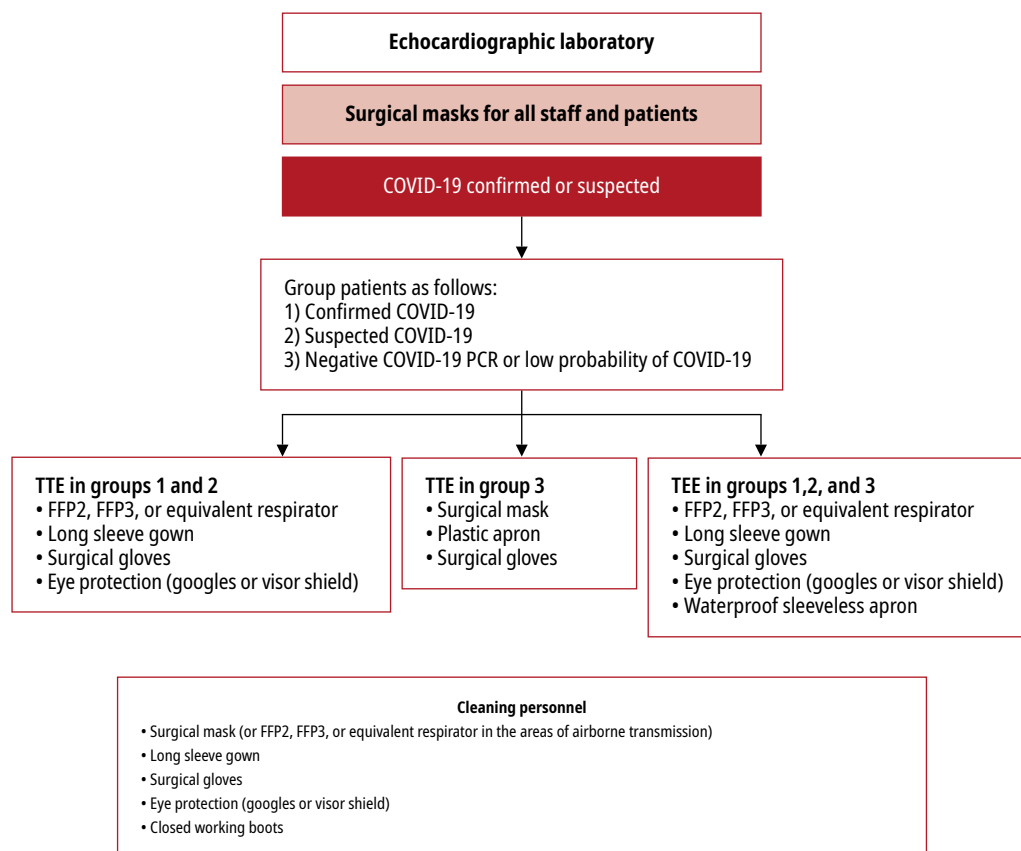 Echocardiographic laboratory
Surgical masks for all staff and patients
COVID-19 confirmed or suspected
Group patients as follows:
1) Confirmed COVID-19
2) Suspected COVID-19
3) Negative COVID-19 PCR or low probability of COVID-19
TTE in groups 1 and 2
• FFP2, FFP3, or equivalent respirator
• Long sleeve gown
• Surgical gloves
• Eye protection (googles or visor shield)
TTE in group 3
• Surgical mask
• Plastic apron
• Surgical gloves
TEE in groups 1,2, and 3
• FFP2, FFP3, or equivalent respirator
• Long sleeve gown
• Surgical gloves
• Eye protection (googles or visor shield)
• Waterproof sleeveless apron
Cleaning personnel
• Surgical mask (or FFP2, FFP3, or equivalent respirator in the areas of airborne transmission)
• Long sleeve gown
• Surgical gloves
• Eye protection (googles or visor shield)
• Closed working boots